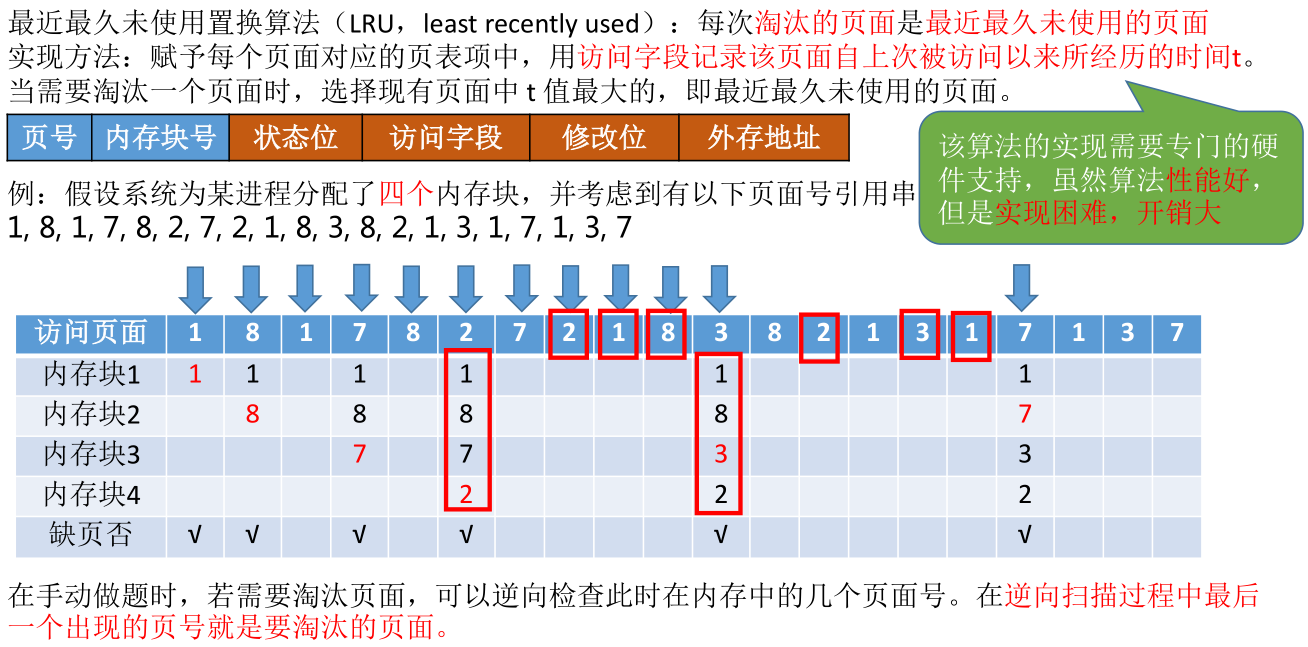 最近最久未使用置换算法（LRU，least recently used）：每次淘汰的页面是最近最久未使用的页面
实现方法：赋予每个页面对应的页表项中，用访问字段记录该页面自上次被访问以来所经历的时间t。
当需要淘汰一个页面时，选择现有页面中 t 值最大的，即最近最久未使用的页面。
页号 内存块号 状态位 访问字段 修改位 外存地址
该算法的实现需要专门的硬
件支持，虽然算法性能好，
但是实现困难，开销大
例：假设系统为某进程分配了四个内存块，并考虑到有以下页面号引用串
1, 8, 1, 7, 8, 2, 7, 2, 1, 8, 3, 8, 2, 1, 3, 1, 7, 1, 3, 7
访问页面 1 8 1 7 8 2 7 2 1 8 3 8 2 1 3 1 7 1 3 7
内存块1 1 1 1 1 1 1
内存块2 8 8 8 8 7
内存块3 7 7 3 3
内存块4 2 2 2
缺页否 √ √ √ √ √ √
在手动做题时，若需要淘汰页面，可以逆向检查此时在内存中的几个页面号。在逆向扫描过程中最后
一个出现的页号就是要淘汰的页面。